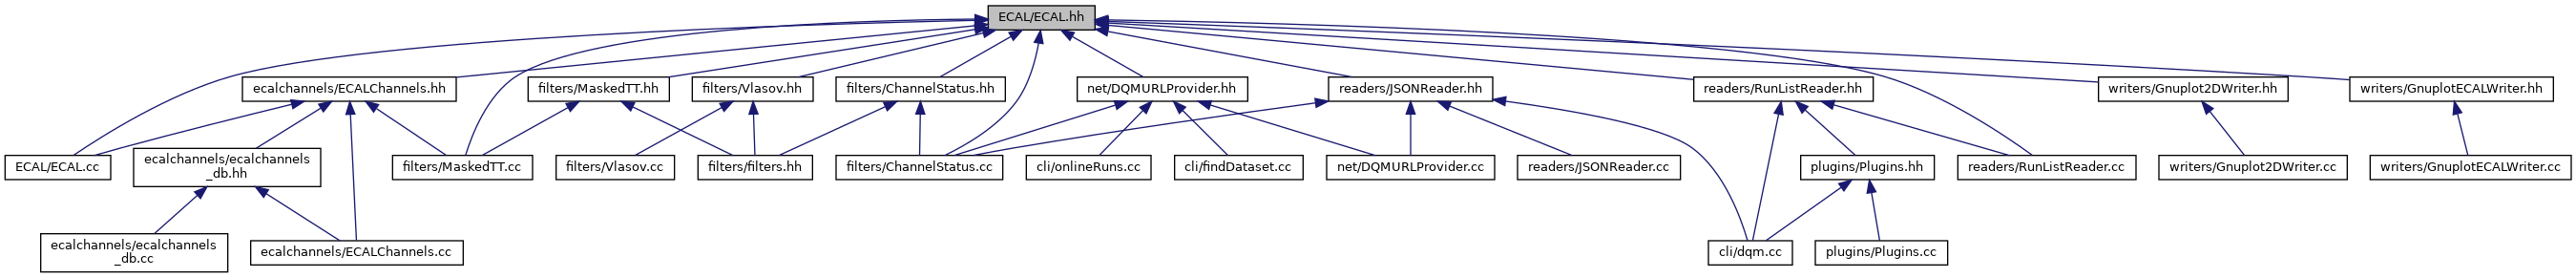 ECAL/ECAL.hh
ecalchannels/ECALChannels.hh
filters/MaskedTT.hh
filters/Vlasov.hh
filters/ChannelStatus.hh
net/DQMURLProvider.hh
readers/JSONReader.hh
readers/RunListReader.hh
writers/Gnuplot2DWriter.hh
writers/GnuplotECALWriter.hh
ECAL/ECAL.cc
ecalchannels/ecalchannels
_db.hh
filters/MaskedTT.cc
filters/Vlasov.cc
filters/filters.hh
filters/ChannelStatus.cc
cli/onlineRuns.cc
cli/findDataset.cc
net/DQMURLProvider.cc
readers/JSONReader.cc
plugins/Plugins.hh
readers/RunListReader.cc
writers/Gnuplot2DWriter.cc
writers/GnuplotECALWriter.cc
ecalchannels/ecalchannels
_db.cc
ecalchannels/ECALChannels.cc
cli/dqm.cc
plugins/Plugins.cc